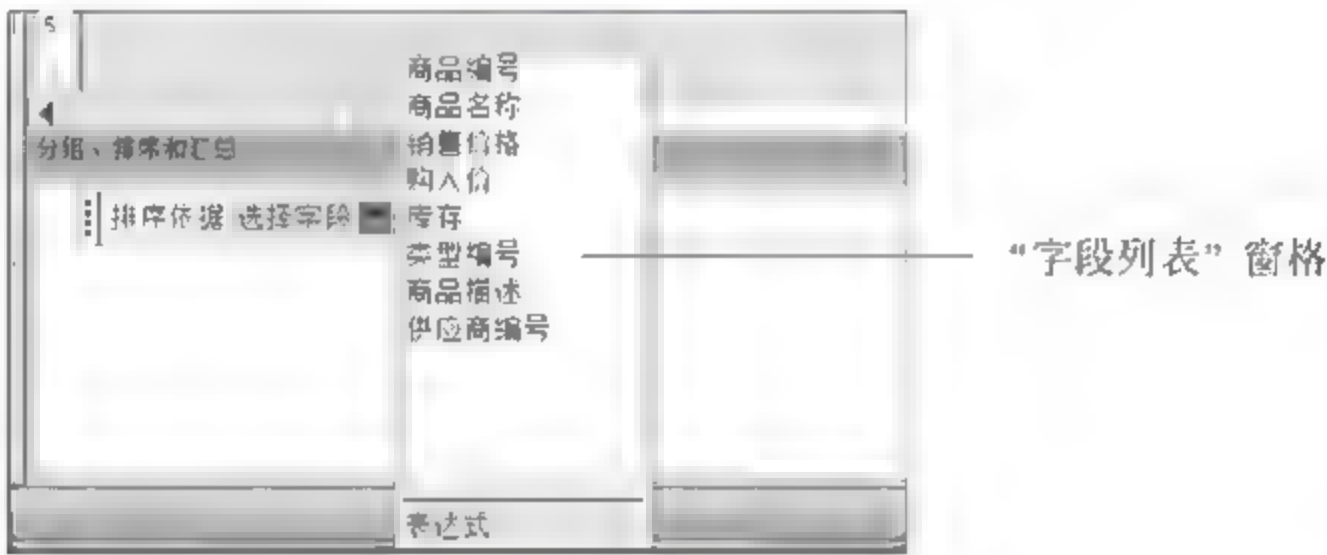 5
商品编号
商品名称
销售价格
购入价
库存
类型编号
商品描述
供应商编号
表达式
分组、排序和汇总
排序依据 选择字段
“字段列表”窗格